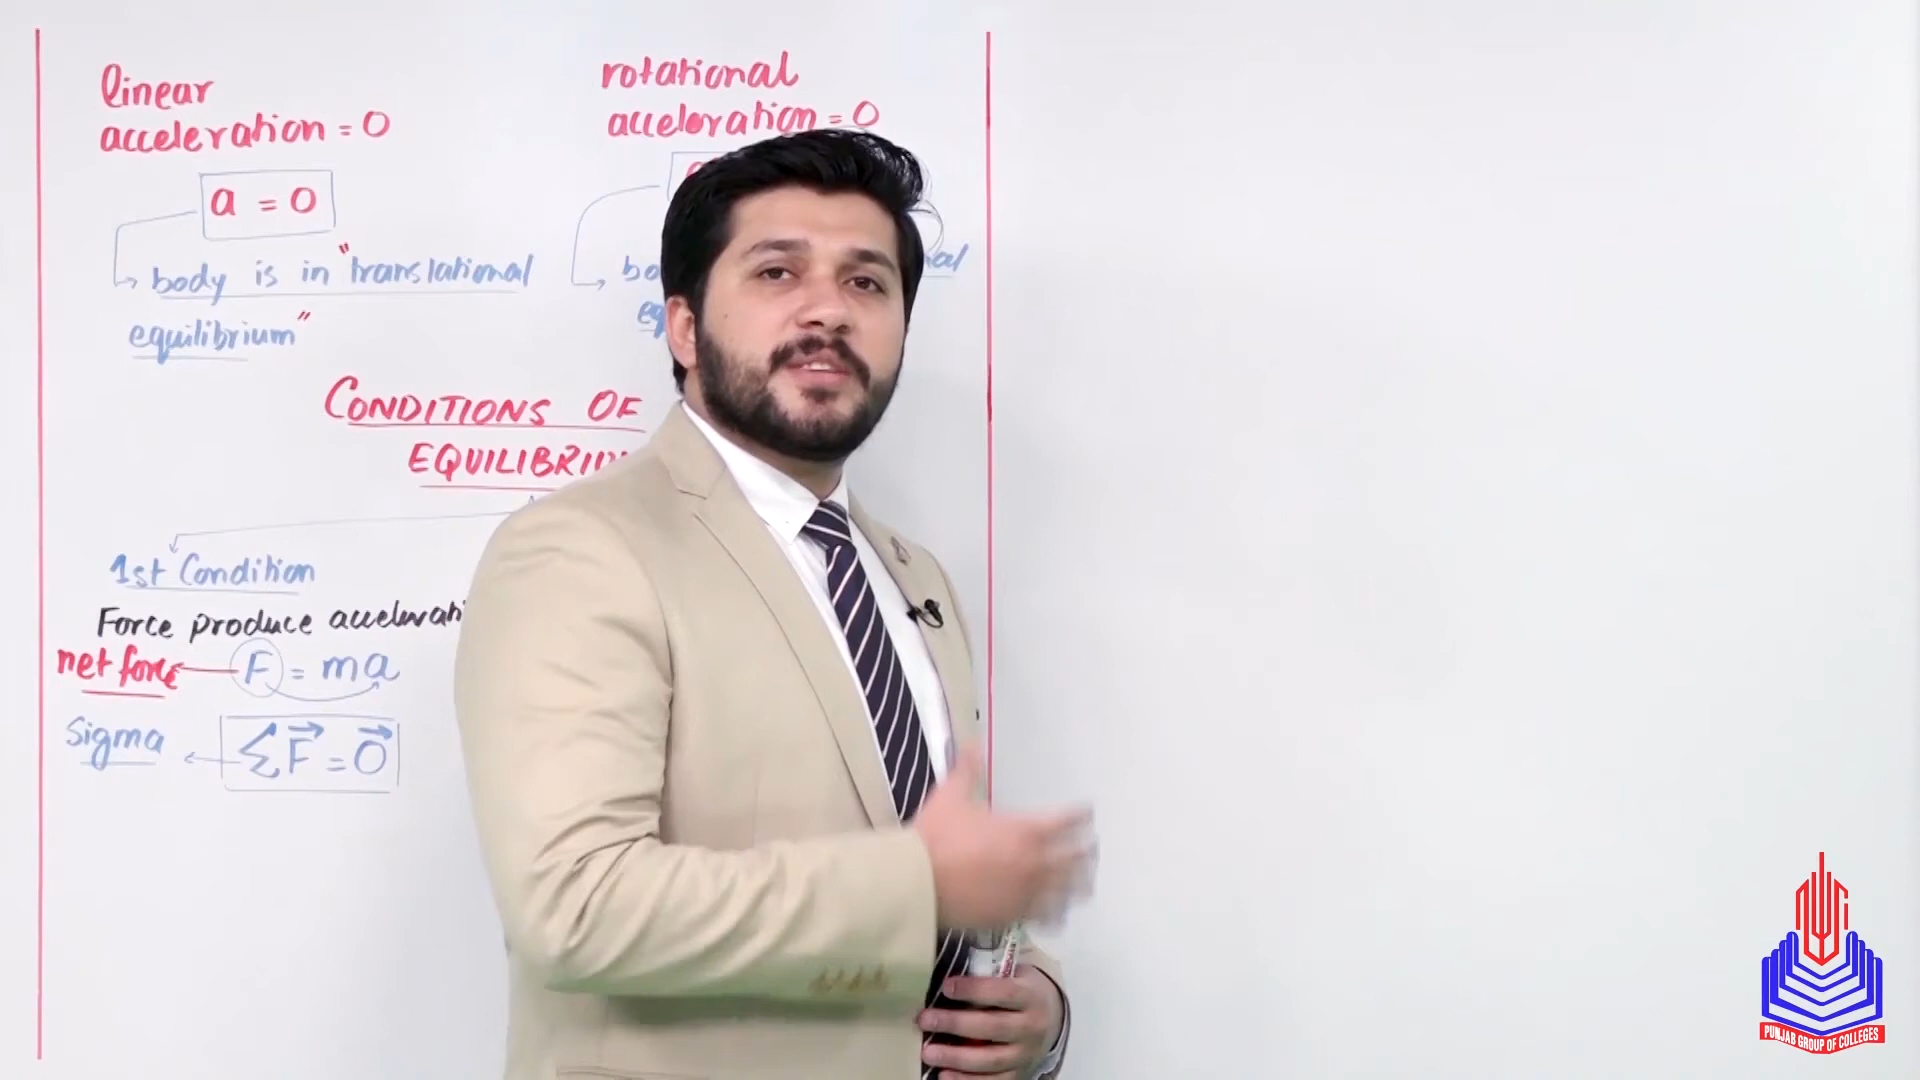 linear
acceleration = 0
a = 0
body is in "translational
equilibrium"
rotational
acceleration = 0
CONDITIONS OF
1st Condition
Force produce
net force F = ma
Sigma ∑F⃗ = 0⃗
PUNJAB GROUP OF COLLEGES